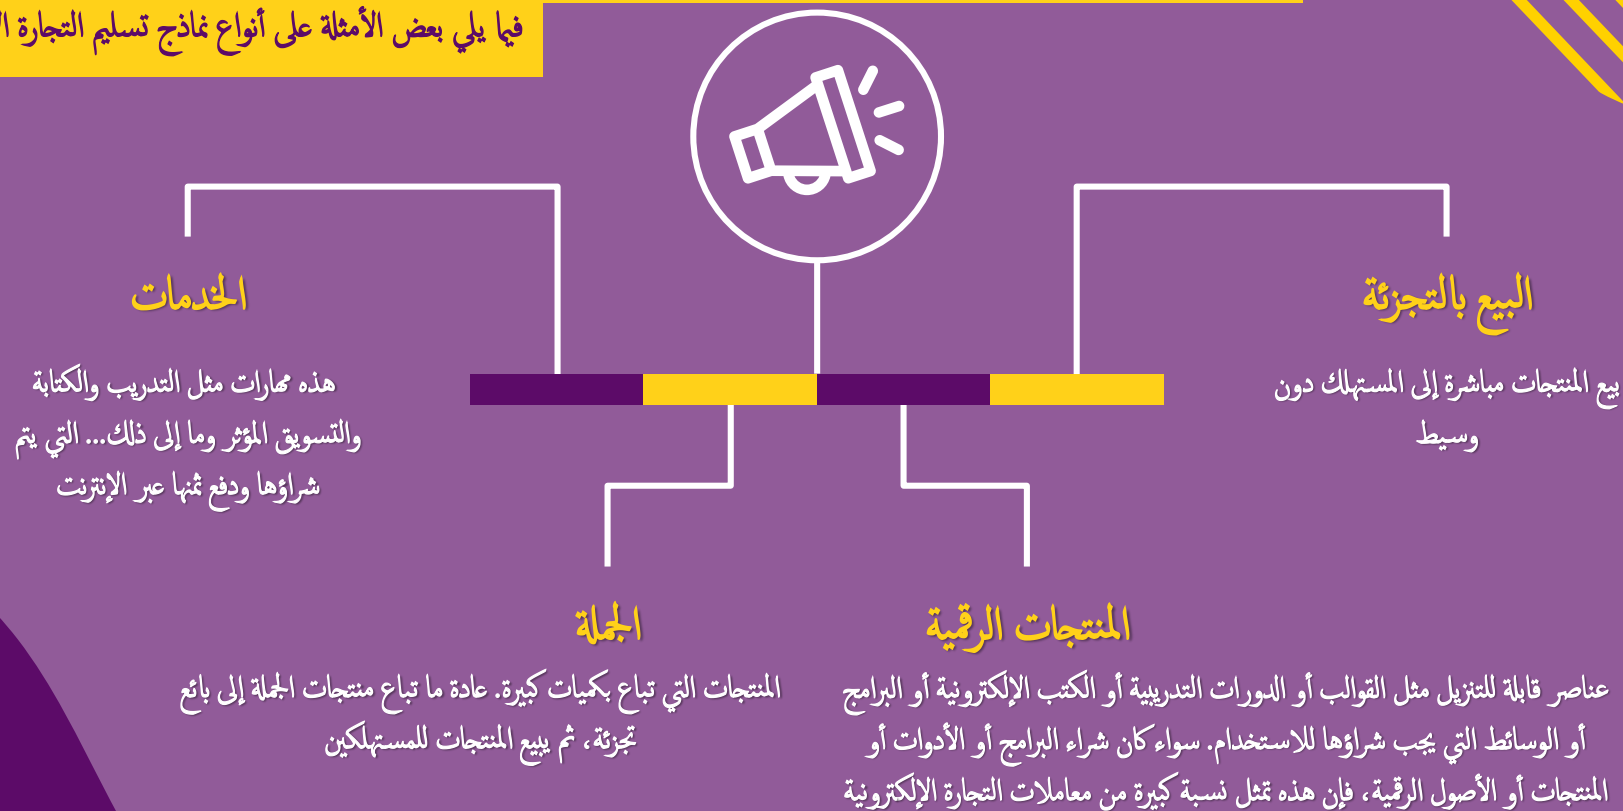 فيما يلي بعض الأمثلة على أنواع نماذج تسليم التجارة
البيع بالتجزئة
بيع المنتجات مباشرة إلى المستهلك دون
وسيط
الخدمات
هذه مهارات مثل التدريب والكتابة
والتسويق المؤثر وما إلى ذلك... التي يتم
شراؤها ودفع ثمنها عبر الإنترنت
المنتجات الرقمية
عناصر قابلة للتنزيل مثل القوالب أو الدورات التدريبية أو الكتب الإلكترونية أو البرامج
أو الوسائط التي يجب شراؤها للاستخدام. سواء كان شراء البرامج أو الأدوات أو
المنتجات أو الأصول الرقمية، فإن هذه تمثل نسبة كبيرة من معاملات التجارة الإلكترونية
الجملة
المنتجات التي تباع بكميات كبيرة. عادة ما تباع منتجات الجملة إلى بائع
تجزئة، ثم يبيع المنتجات للمستهلكين